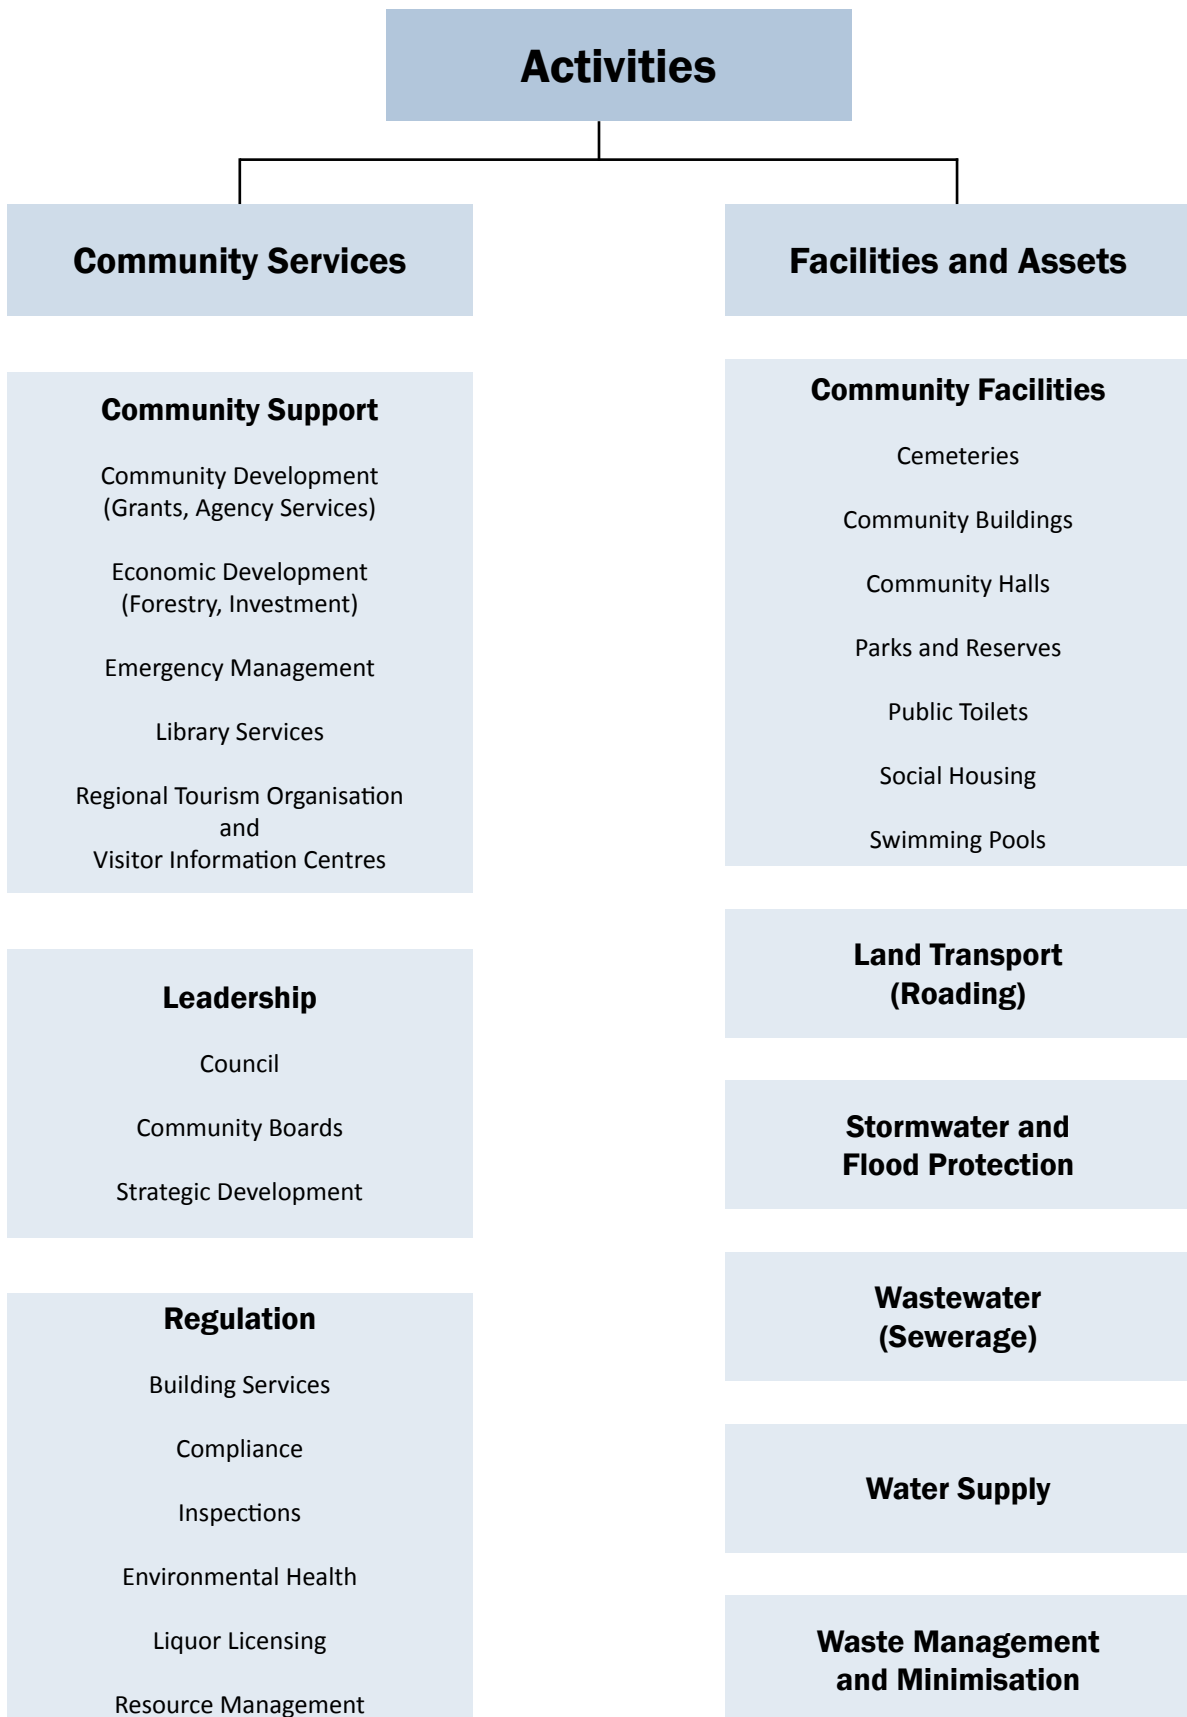 Activities
Community Services
Community Support
Community Development
(Grants, Agency Services)
Economic Development
(Forestry, Investment)
Emergency Management
Library Services
Regional Tourism Organisation
and
Visitor Information Centres
Leadership
Council
Community Boards
Strategic Development
Regulation
Building Services
Compliance
Inspections
Environmental Health
Liquor Licensing
Resource Management
Facilities and Assets
Community Facilities
Cemeteries
Community Buildings
Community Halls
Parks and Reserves
Public Toilets
Social Housing
Swimming Pools
Land Transport
(Roading)
Stormwater and
Flood Protection
Wastewater
(Sewerage)
Water Supply
Waste Management
and Minimisation